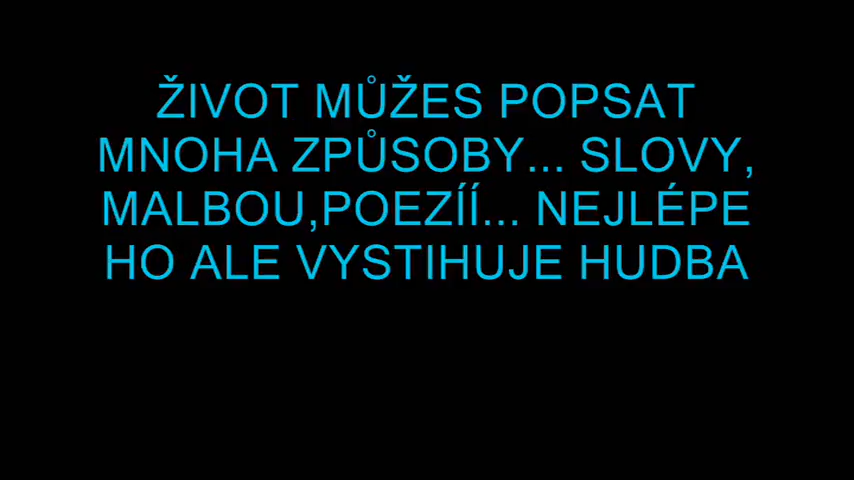 ŽIVOT MŮŽES POPSAT
MNOHA ZPŮSOBY... SLOVY,
MALBOU,POEZÍÍ... NEJLÉPE
HO ALE VYSTIHUJE HUDBA